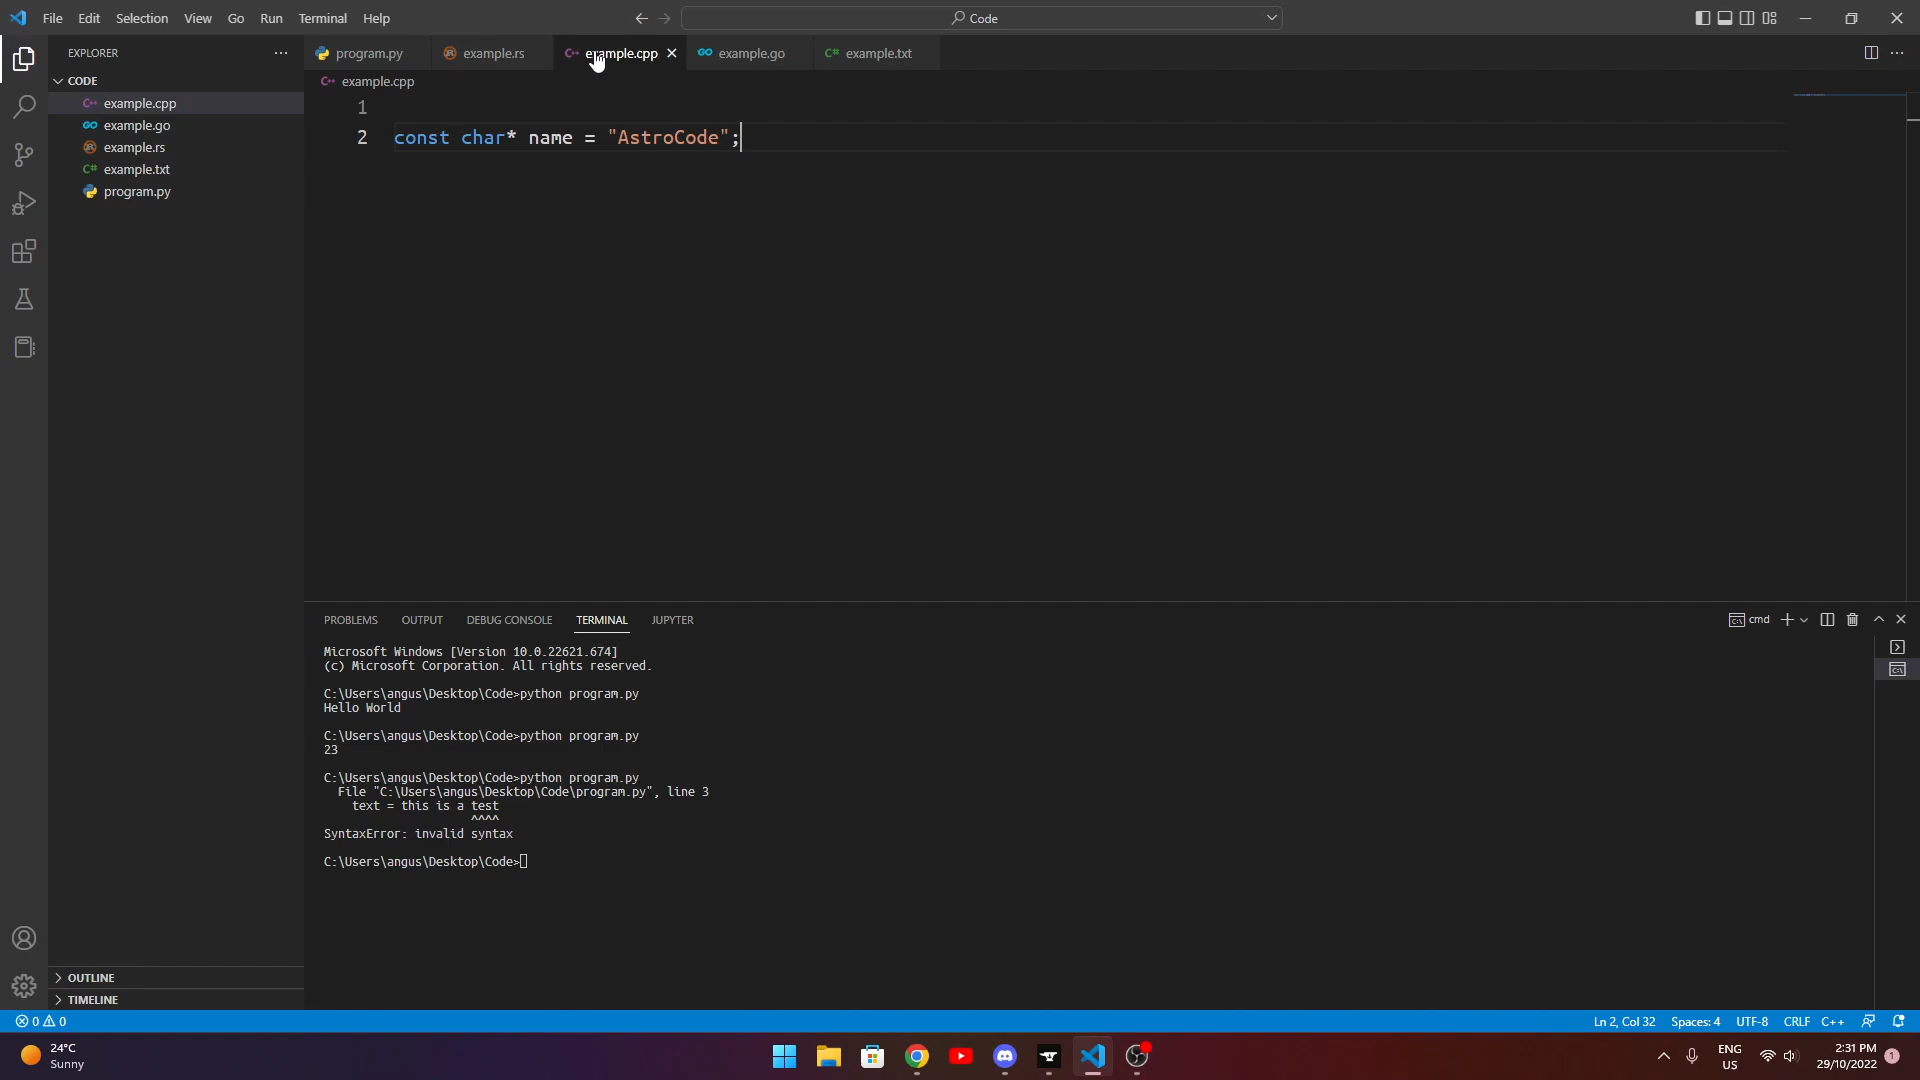 File Edit Selection View Go Run Terminal Help
Code
EXPLORER
CODE
example.cpp
example.go
example.rs
example.txt
program.py
OUTLINE
TIMELINE
program.py example.rs example.cpp example.go example.txt
example.cpp
1
2 const char* name = "AstroCode";
PROBLEMS OUTPUT DEBUG CONSOLE TERMINAL JUPYTER
cmd
Microsoft Windows [Version 10.0.22621.674]
(c) Microsoft Corporation. All rights reserved.
C:\Users\angus\Desktop\Code>python program.py
Hello World
C:\Users\angus\Desktop\Code>python program.py
23
C:\Users\angus\Desktop\Code>python program.py
File "C:\Users\angus\Desktop\Code\program.py", line 3
text = this is a test
^^^^
SyntaxError: invalid syntax
C:\Users\angus\Desktop\Code>
0 0
Ln 2, Col 32 Spaces: 4 UTF-8 CRLF C++
24°C
Sunny
ENG
US
2:31 PM
29/10/2022
1